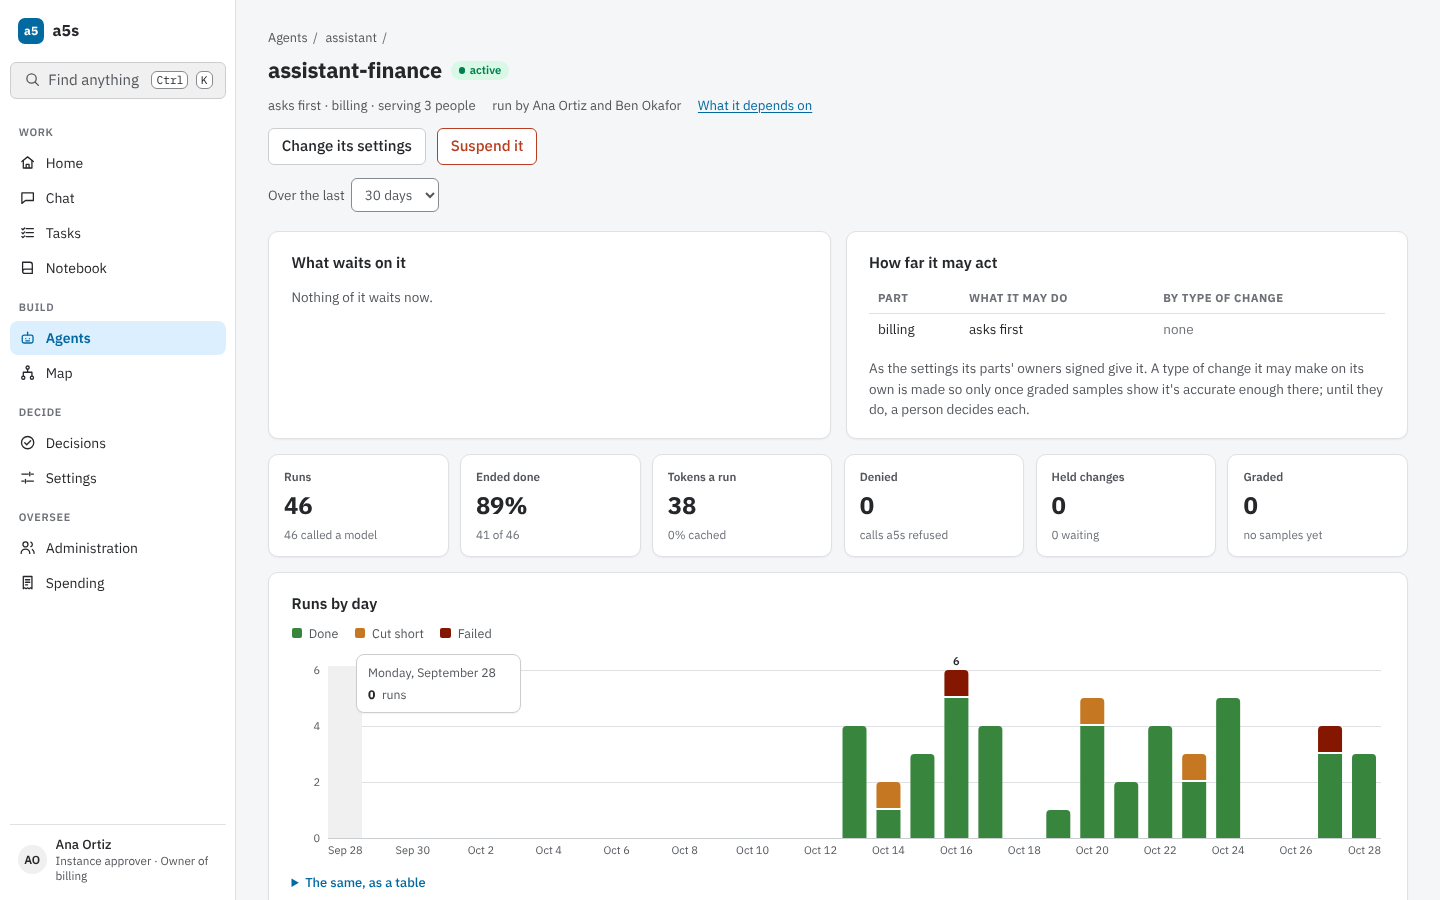 a5 a5s
Find anything Ctrl K
WORK
Home
Chat
Tasks
Notebook
BUILD
Agents
Map
DECIDE
Decisions
Settings
OVERSEE
Administration
Spending
AO Ana Ortiz
Instance approver · Owner of
billing
Agents / assistant /
assistant-finance active
asks first · billing · serving 3 people run by Ana Ortiz and Ben Okafor What it depends on
Change its settings Suspend it
Over the last 30 days
What waits on it
Nothing of it waits now.
How far it may act
PART WHAT IT MAY DO BY TYPE OF CHANGE
billing asks first none
As the settings its parts' owners signed give it. A type of change it may make on its
own is made so only once graded samples show it's accurate enough there; until they
do, a person decides each.
Runs
46
46 called a model
Ended done
89%
41 of 46
Tokens a run
38
0% cached
Denied
0
calls a5s refused
Held changes
0
0 waiting
Graded
0
no samples yet
Runs by day
Done Cut short Failed
Monday, September 28
0 runs
6
6
4
2
0
Sep 28 Sep 30 Oct 2 Oct 4 Oct 6 Oct 8 Oct 10 Oct 12 Oct 14 Oct 16 Oct 18 Oct 20 Oct 22 Oct 24 Oct 26 Oct 28
The same, as a table